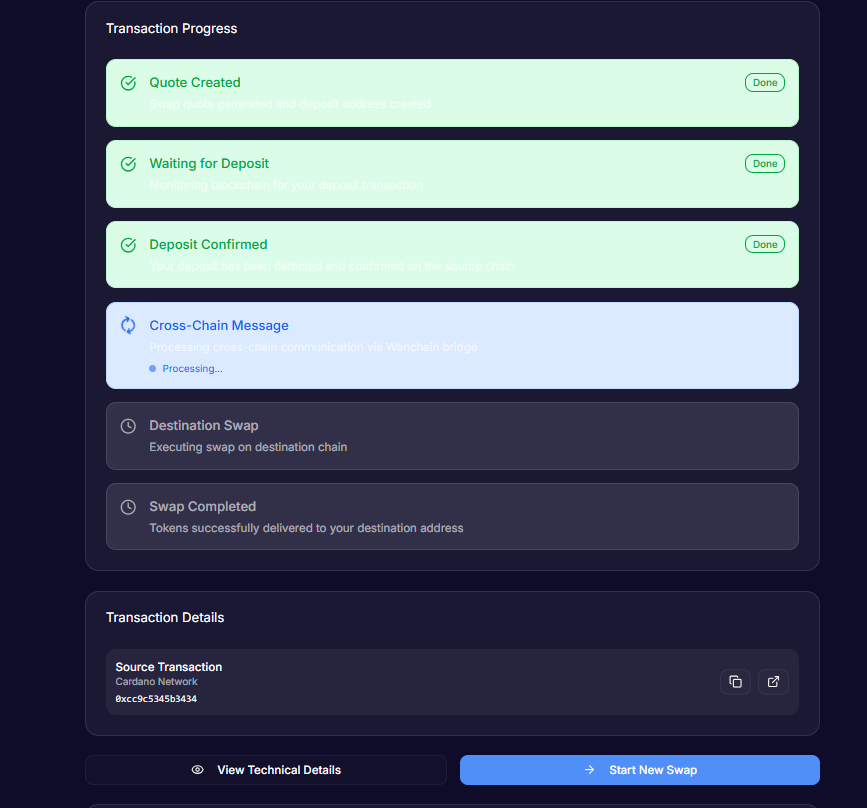 Transaction Progress
Quote Created
Done
Swap quote generated and deposit address created
Waiting for Deposit
Done
Monitoring blockchain for your deposit transaction
Deposit Confirmed
Done
Your deposit has been detected and confirmed on the source chain
Cross-Chain Message
Processing cross-chain communication via Wanchain bridge
Processing...
Destination Swap
Executing swap on destination chain
Swap Completed
Tokens successfully delivered to your destination address
Transaction Details
Source Transaction
Cardano Network
0xcc9c5345b3434
View Technical Details
Start New Swap